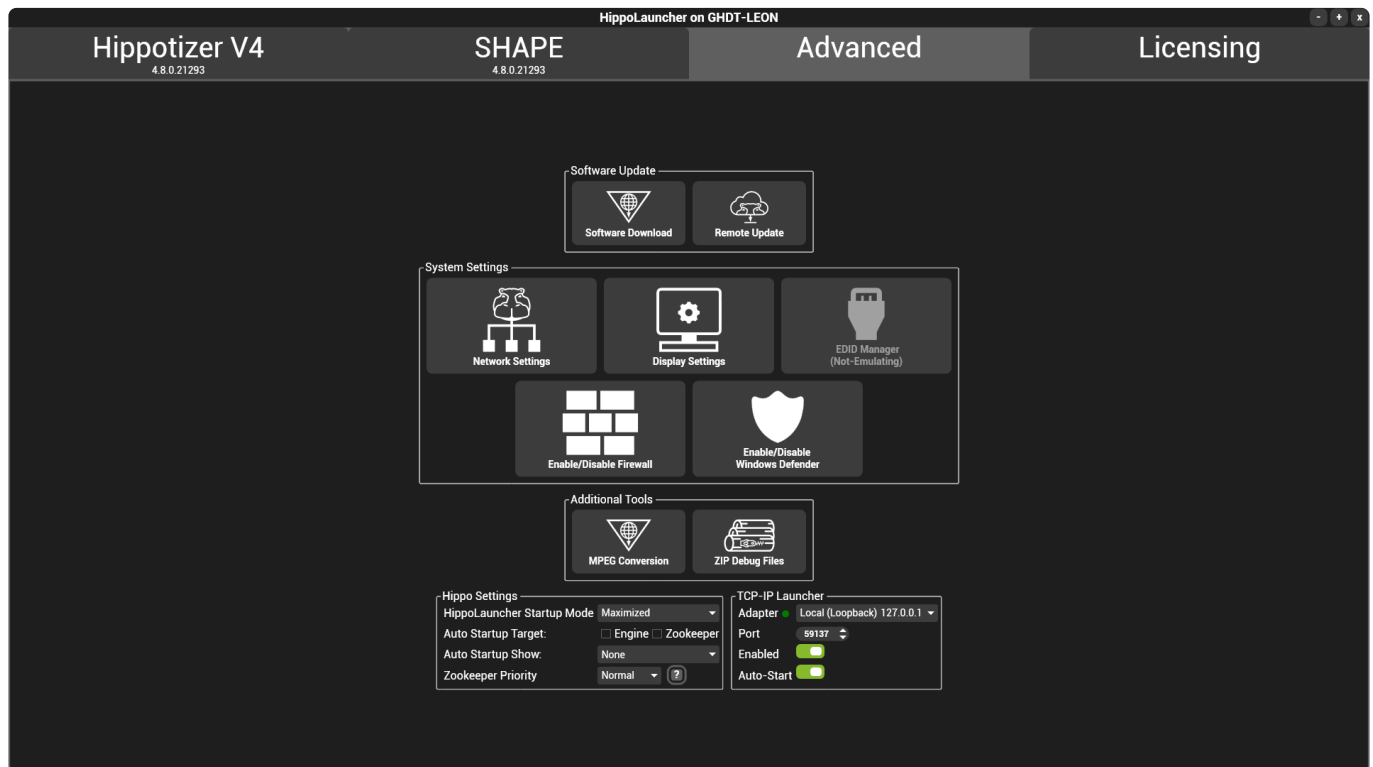 HippoLauncher on GHDT-LEON
- + x
Hippotizer V4
4.8.0.21293
SHAPE
4.8.0.21293
Advanced
Licensing
Software Update
Software Download
Remote Update
System Settings
Network Settings
Display Settings
EDID Manager
(Not-Emulating)
Enable/Disable Firewall
Enable/Disable
Windows Defender
Additional Tools
MPEG Conversion
ZIP Debug Files
Hippo Settings
HippoLauncher Startup Mode Maximized
Auto Startup Target: Engine Zookeeper
Auto Startup Show: None
Zookeeper Priority Normal ?
TCP-IP Launcher
Adapter Local (Loopback) 127.0.0.1
Port 59137
Enabled
Auto-Start